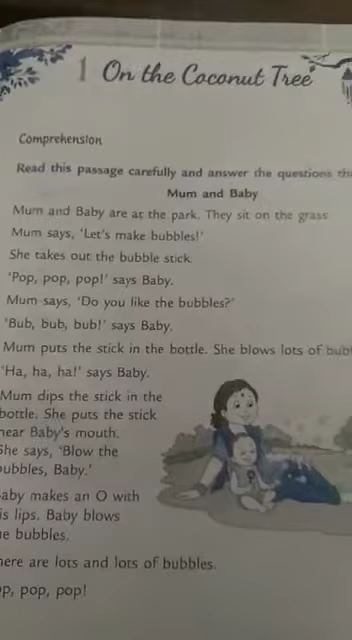 1 On the Coconut Tree
Comprehension
Read this passage carefully and answer the questions
Mum and Baby
Mum and Baby are at the park. They sit on the grass
Mum says, ‘Let's make bubbles!’
She takes out the bubble stick.
‘Pop, pop, pop!’ says Baby.
Mum says, ‘Do you like the bubbles?’
‘Bub, bub, bub!’ says Baby.
Mum puts the stick in the bottle. She blows lots of
‘Ha, ha, ha!’ says Baby.
Mum dips the stick in the
bottle. She puts the stick
near Baby's mouth.
She says, ‘Blow the
bubbles, Baby.’
Baby makes an O with
his lips. Baby blows
the bubbles.
There are lots and lots of bubbles.
Pop, pop, pop!